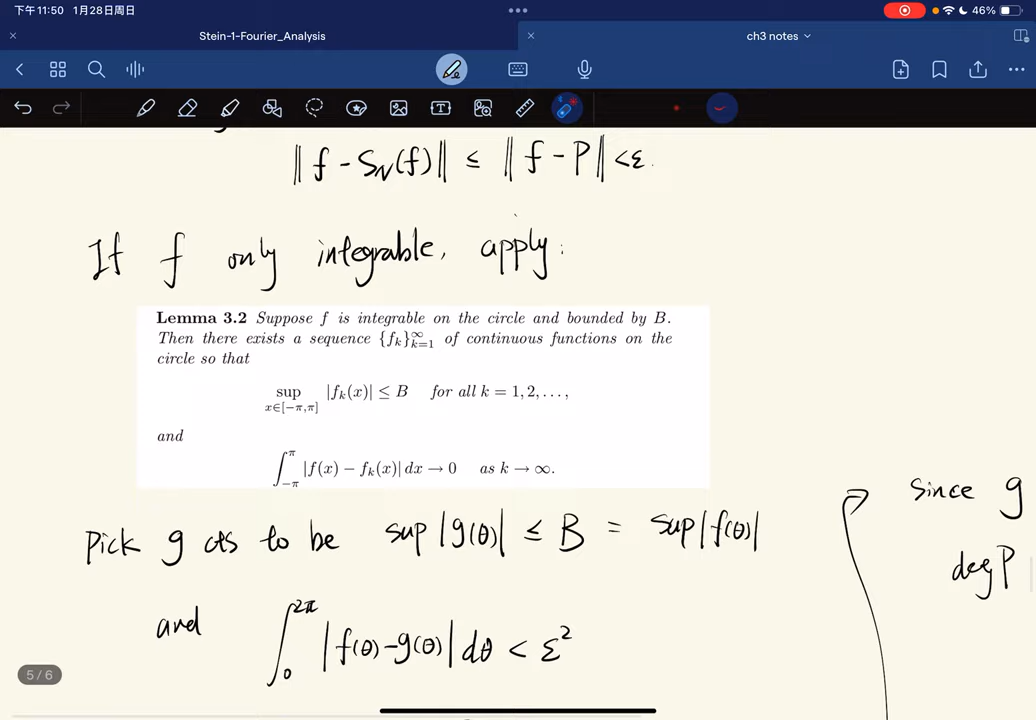 下午11:50 1月28日周日
46%
Stein-1-Fourier_Analysis
ch3 notes
‖f - S_N(f)‖ ≤ ‖f - P‖ < ε.
If f only integrable, apply:
Lemma 3.2 Suppose f is integrable on the circle and bounded by B.
Then there exists a sequence {f_k}_{k=1}^∞ of continuous functions on the
circle so that
sup_{x∈[−π,π]} |f_k(x)| ≤ B for all k = 1, 2, . . . ,
and
∫_{−π}^{π} |f(x) − f_k(x)| dx → 0 as k → ∞.
Pick g cts to be sup |g(θ)| ≤ B = sup |f(θ)|
and ∫_0^{2π} |f(θ) - g(θ)| dθ < ε²
since g
deg P
5 / 6